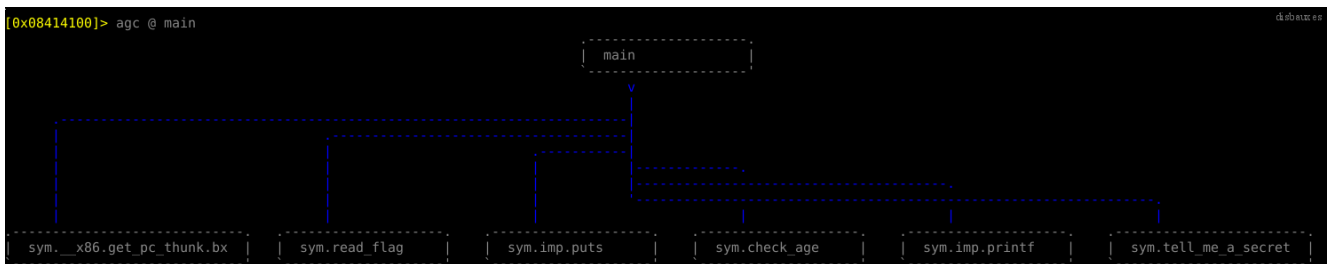 [0x08414100]> agc @ main
main
sym.__x86.get_pc_thunk.bx
sym.read_flag
sym.imp.puts
sym.check_age
sym.imp.printf
sym.tell_me_a_secret